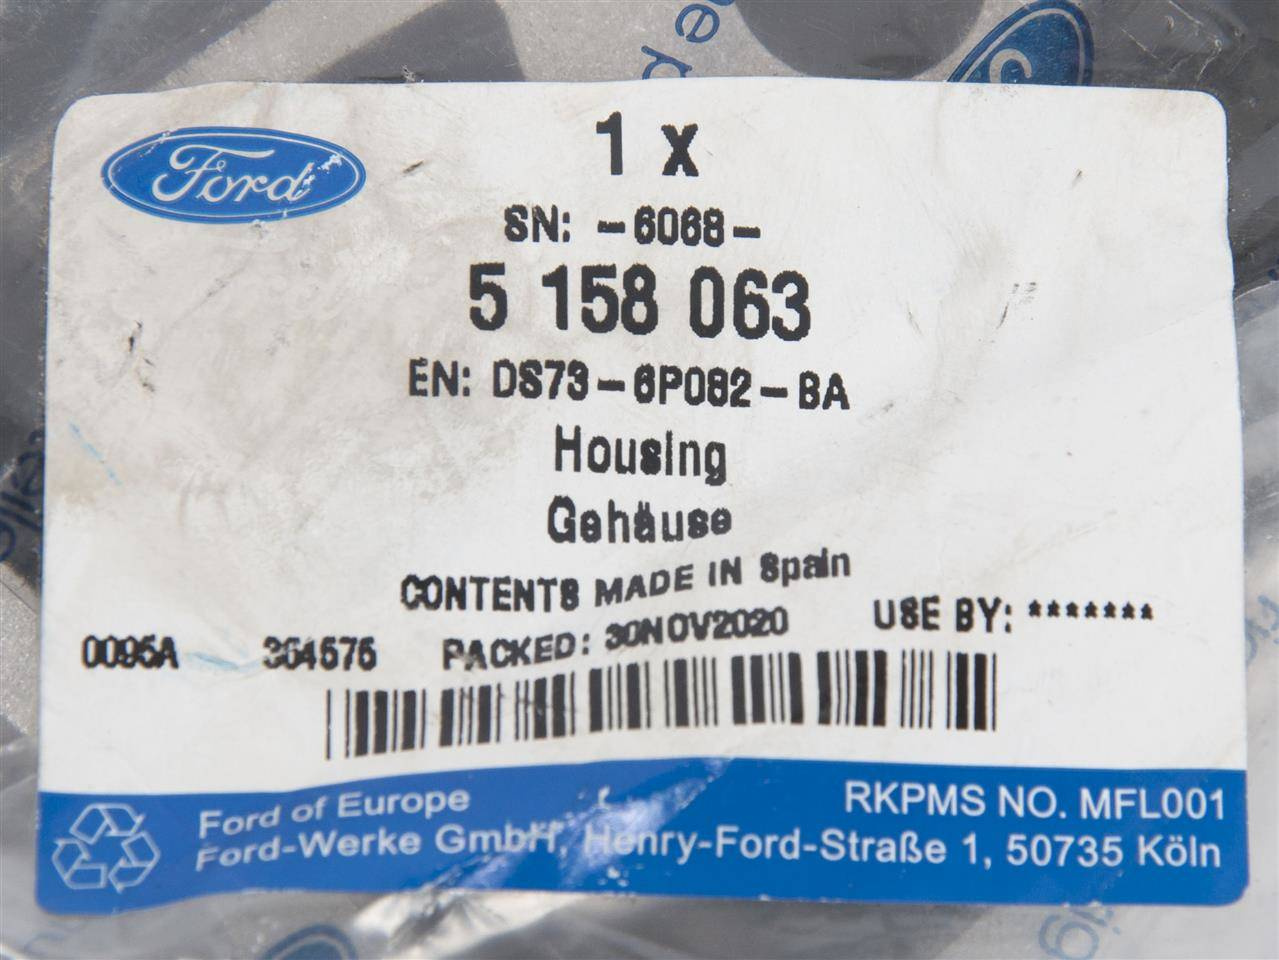 Ford
1 x
SN: -6068-
5 158 063
EN: DS73-6P082-BA
Housing
Gehäuse
CONTENTS MADE IN Spain
0095A 364575 PACKED: 30NOV2020 USE BY: *******
Ford of Europe RKPMS NO. MFL001
Ford-Werke GmbH, Henry-Ford-Straße 1, 50735 Köln